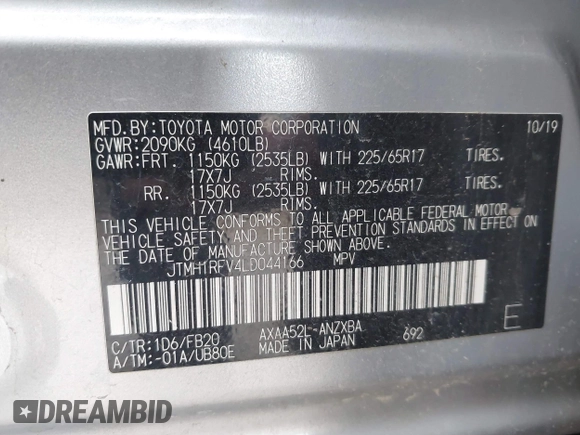 MFD.BY:TOYOTA MOTOR CORPORATION 10/19
GVWR:2090KG (4610LB)
GAWR:FRT. 1150KG (2535LB) WITH 225/65R17 TIRES.
17X7J RIMS.
RR. 1150KG (2535LB) WITH 225/65R17 TIRES.
17X7J RIMS.
THIS VEHICLE CONFORMS TO ALL APPLICABLE FEDERAL MOTOR
VEHICLE SAFETY AND THEFT PREVENTION STANDARDS IN EFFECT ON
THE DATE OF MANUFACTURE SHOWN ABOVE.
JTMH1RFV4LD044166 MPV
C/TR:1D6/FB20 AXAA52L-ANZXBA 692 E
A/TM:-01A/UB80E MADE IN JAPAN
DREAMBID